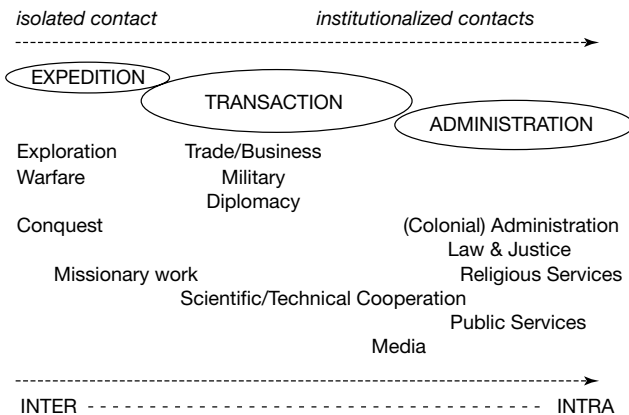 isolated contact institutionalized contacts
EXPEDITION
TRANSACTION
ADMINISTRATION
Exploration Trade/Business
Warfare Military
Diplomacy
Conquest (Colonial) Administration
Law & Justice
Missionary work Religious Services
Scientific/Technical Cooperation
Public Services
Media
INTER INTRA